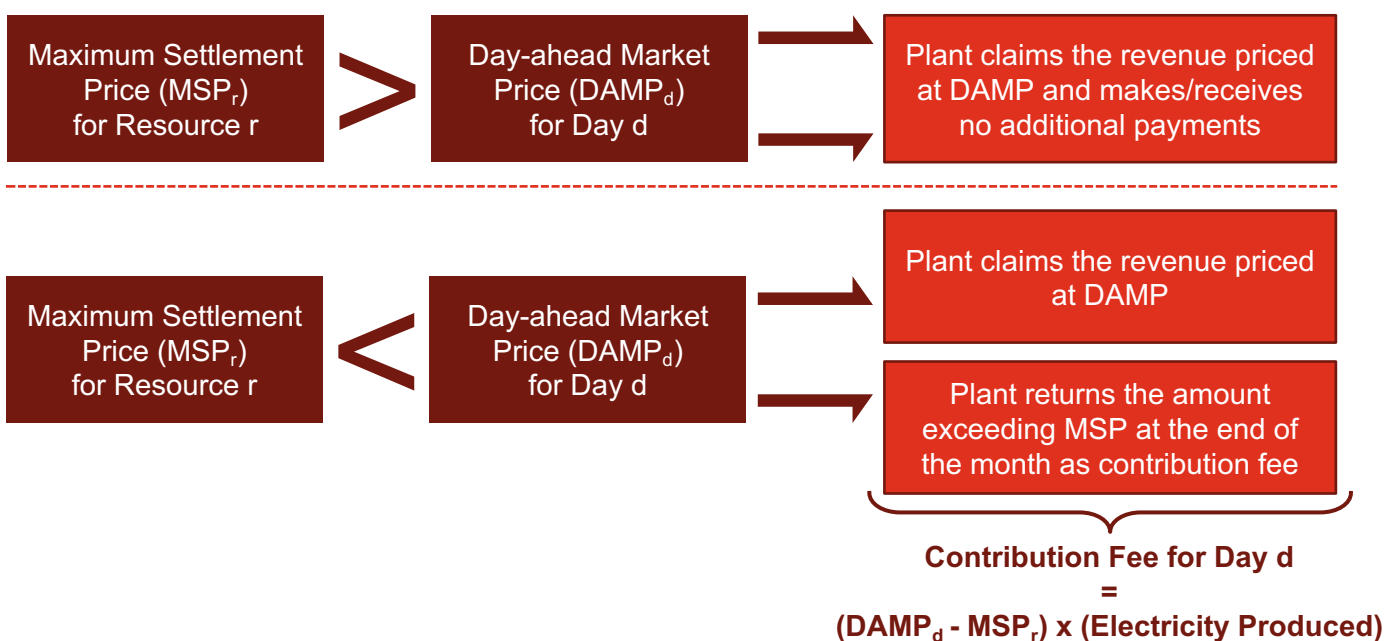 Maximum Settlement
Price (MSPᵣ)
for Resource r
>
Day-ahead Market
Price (DAMP_d)
for Day d
Plant claims the revenue priced
at DAMP and makes/receives
no additional payments
Maximum Settlement
Price (MSPᵣ)
for Resource r
<
Day-ahead Market
Price (DAMP_d)
for Day d
Plant claims the revenue priced
at DAMP
Plant returns the amount
exceeding MSP at the end of
the month as contribution fee
Contribution Fee for Day d
=
(DAMP_d - MSPᵣ) x (Electricity Produced)